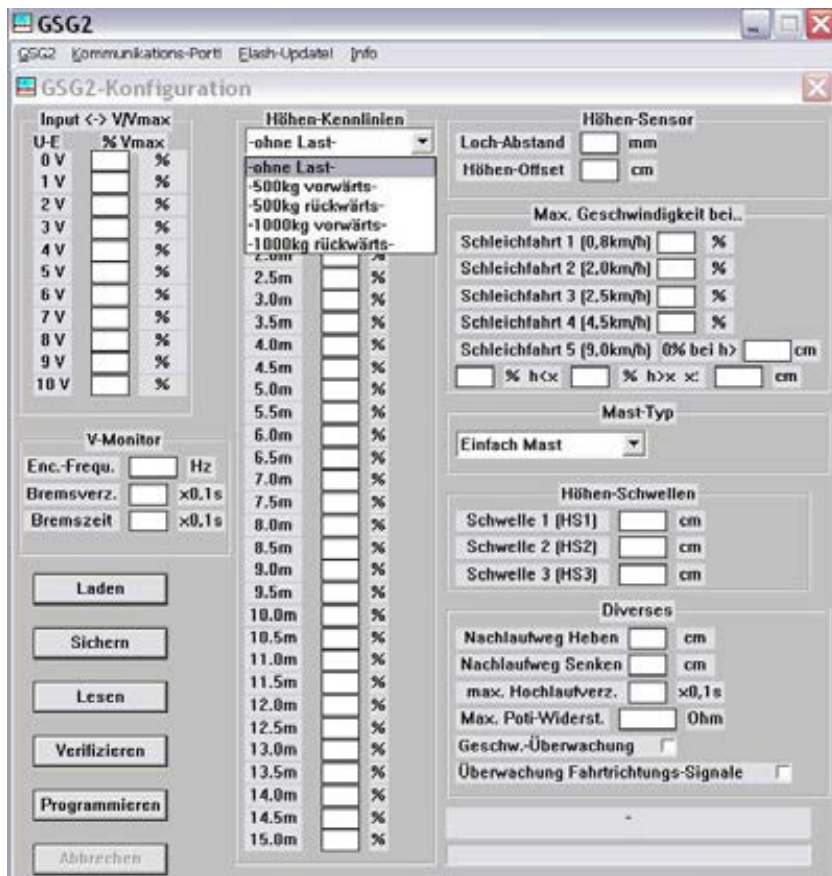 GSG2
GSG2 Kommunikations-Port! Flash-Update! Info
GSG2-Konfiguration
Input <-> V/Vmax
U-E % Vmax
0 V %
1 V %
2 V %
3 V %
4 V %
5 V %
6 V %
7 V %
8 V %
9 V %
10 V %
V-Monitor
Enc.-Frequ. Hz
Bremsverz. x0,1s
Bremszeit x0,1s
Laden
Sichern
Lesen
Verifizieren
Programmieren
Abbrechen
Höhen-Kennlinien
-ohne Last-
-ohne Last-
-500kg vorwärts-
-500kg rückwärts-
-1000kg vorwärts-
-1000kg rückwärts-
2.0m %
2.5m %
3.0m %
3.5m %
4.0m %
4.5m %
5.0m %
5.5m %
6.0m %
6.5m %
7.0m %
7.5m %
8.0m %
8.5m %
9.0m %
9.5m %
10.0m %
10.5m %
11.0m %
11.5m %
12.0m %
12.5m %
13.0m %
13.5m %
14.0m %
14.5m %
15.0m %
Höhen-Sensor
Loch-Abstand mm
Höhen-Offset cm
Max. Geschwindigkeit bei..
Schleichfahrt 1 (0,8km/h) %
Schleichfahrt 2 (2,0km/h) %
Schleichfahrt 3 (2,5km/h) %
Schleichfahrt 4 (4,5km/h) %
Schleichfahrt 5 (9,0km/h) 0% bei h> cm
% h<x % h>x x: cm
Mast-Typ
Einfach Mast
Höhen-Schwellen
Schwelle 1 (HS1) cm
Schwelle 2 (HS2) cm
Schwelle 3 (HS3) cm
Diverses
Nachlaufweg Heben cm
Nachlaufweg Senken cm
max. Hochlaufverz. x0,1s
Max. Poti-Widerst. Ohm
Geschw.-Überwachung
Überwachung Fahrtrichtungs-Signale
-